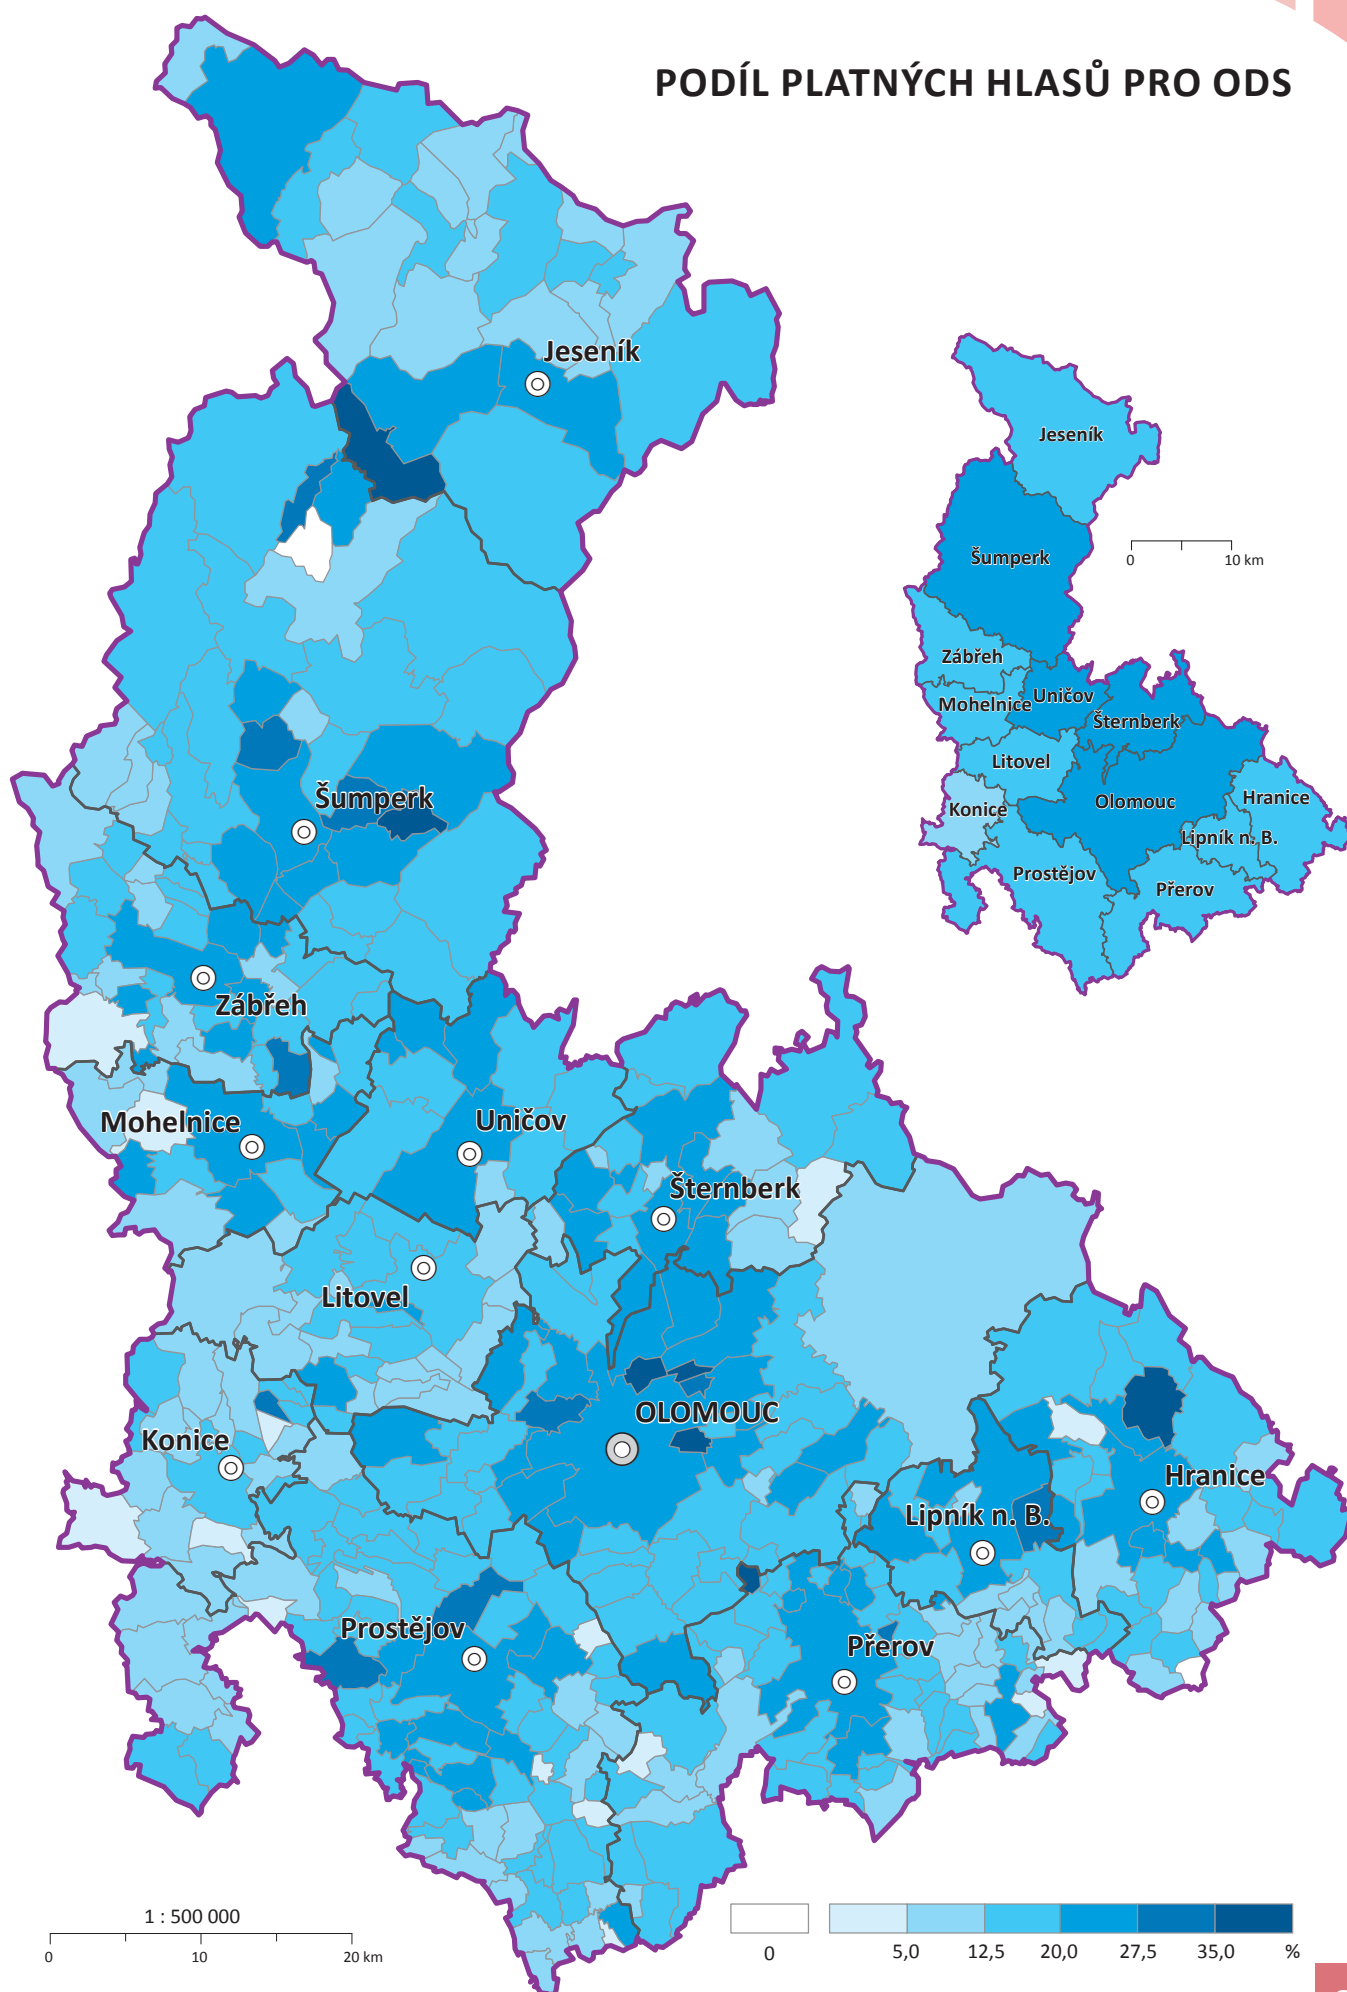 PODÍL PLATNÝCH HLASŮ PRO ODS
Jeseník
Šumperk
Zábřeh
Mohelnice
Uničov
Šternberk
Litovel
OLOMOUC
Konice
Hranice
Lipník n. B.
Prostějov
Přerov
Jeseník
Šumperk
0 10 km
Zábřeh
Mohelnice
Uničov
Šternberk
Litovel
Olomouc
Konice
Hranice
Lipník n. B.
Prostějov
Přerov
1 : 500 000
0 10 20 km
0 5,0 12,5 20,0 27,5 35,0 %